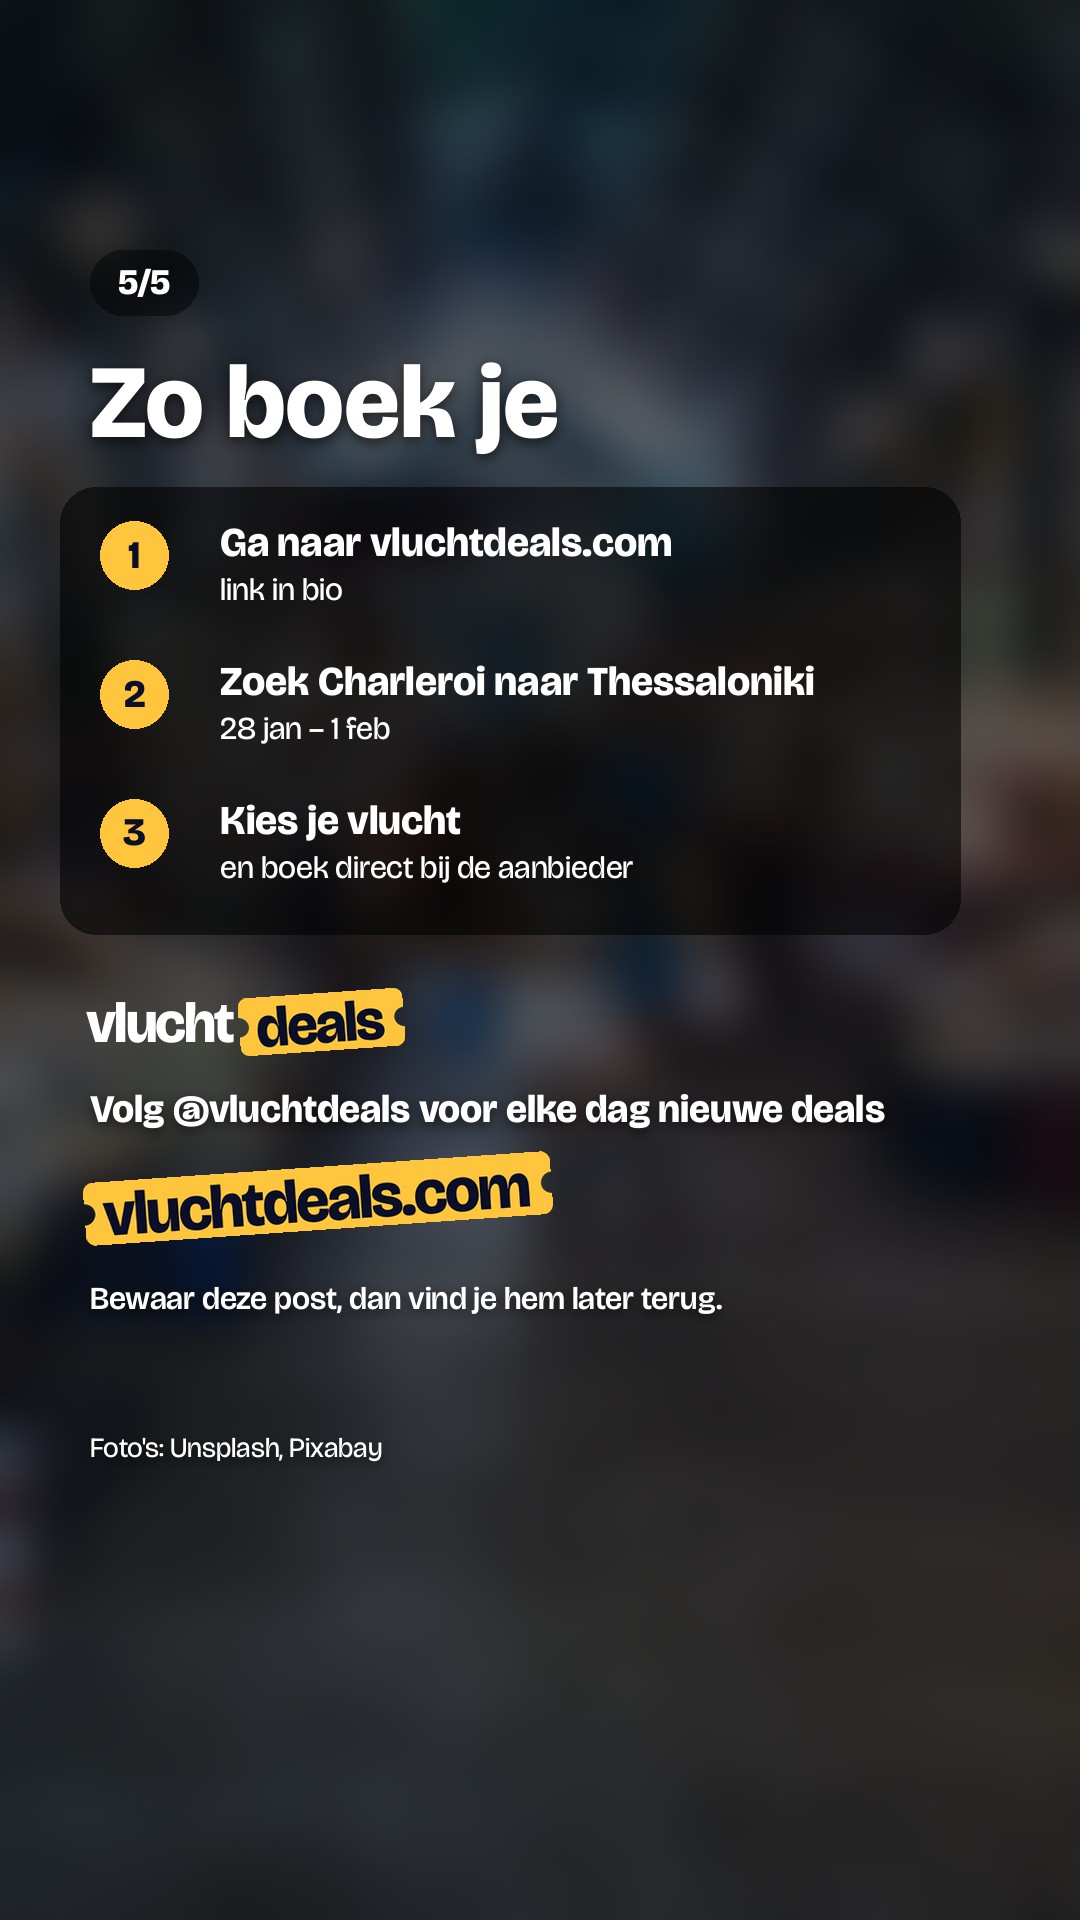 5/5
Zo boek je
1
Ga naar vluchtdeals.com
link in bio
2
Zoek Charleroi naar Thessaloniki
28 jan – 1 feb
3
Kies je vlucht
en boek direct bij de aanbieder
vlucht deals
Volg @vluchtdeals voor elke dag nieuwe deals
vluchtdeals.com
Bewaar deze post, dan vind je hem later terug.
Foto's: Unsplash, Pixabay